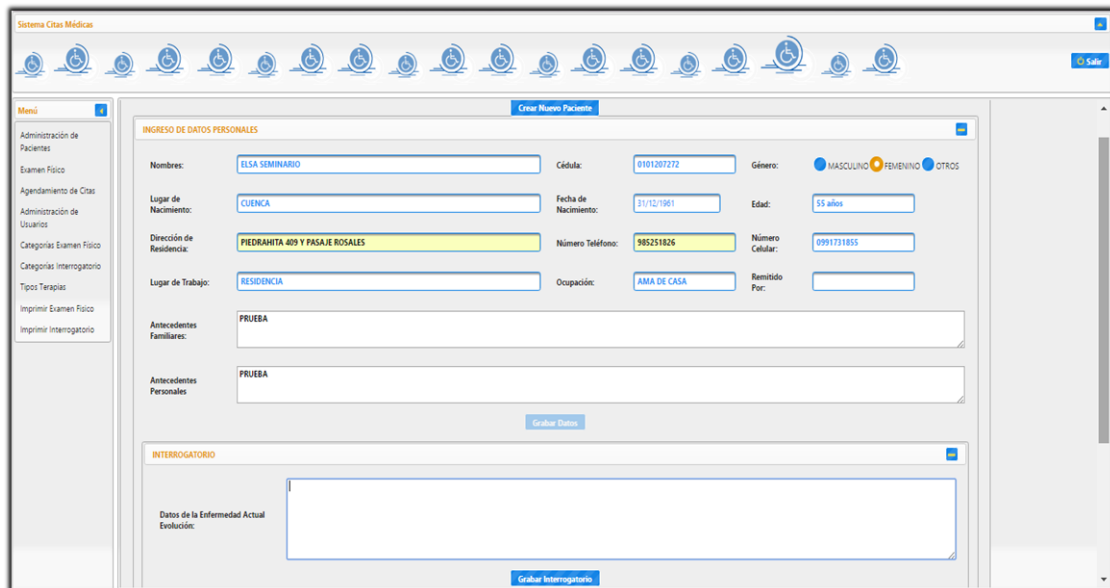 Sistema Citas Médicas
Salir
Menú
Administración de
Pacientes
Examen Físico
Agendamiento de Citas
Administración de
Usuarios
Categorías Examen Físico
Categorías Interrogatorio
Tipos Terapias
Imprimir Examen Fisico
Imprimir Interrogatorio
Crear Nuevo Paciente
INGRESO DE DATOS PERSONALES
Nombres: ELSA SEMINARIO Cédula: 0101207272 Género: MASCULINO FEMENINO OTROS
Lugar de
Nacimiento: CUENCA Fecha de
Nacimiento: 31/12/1961 Edad: 55 años
Dirección de
Residencia: PIEDRAHITA 409 Y PASAJE ROSALES Número Teléfono: 985251826 Número
Celular: 0991731855
Lugar de Trabajo: RESIDENCIA Ocupación: AMA DE CASA Remitido
Por:
Antecedentes
Familiares: PRUEBA
Antecedentes
Personales PRUEBA
Grabar Datos
INTERROGATORIO
Datos de la Enfermedad Actual
Evolución:
Grabar Interrogatorio